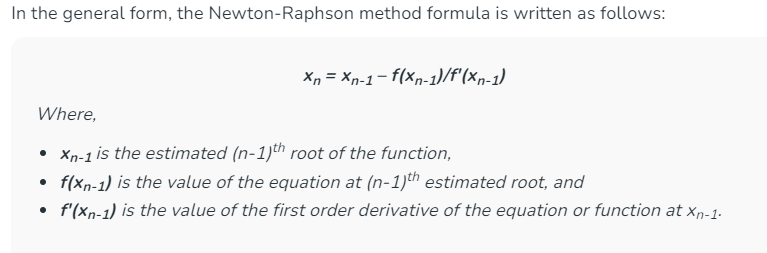 In the general form, the Newton-Raphson method formula is written as follows:
xₙ = xₙ₋₁ – f(xₙ₋₁)/f'(xₙ₋₁)
Where,
• xₙ₋₁ is the estimated (n-1)ᵗʰ root of the function,
• f(xₙ₋₁) is the value of the equation at (n-1)ᵗʰ estimated root, and
• f'(xₙ₋₁) is the value of the first order derivative of the equation or function at xₙ₋₁.